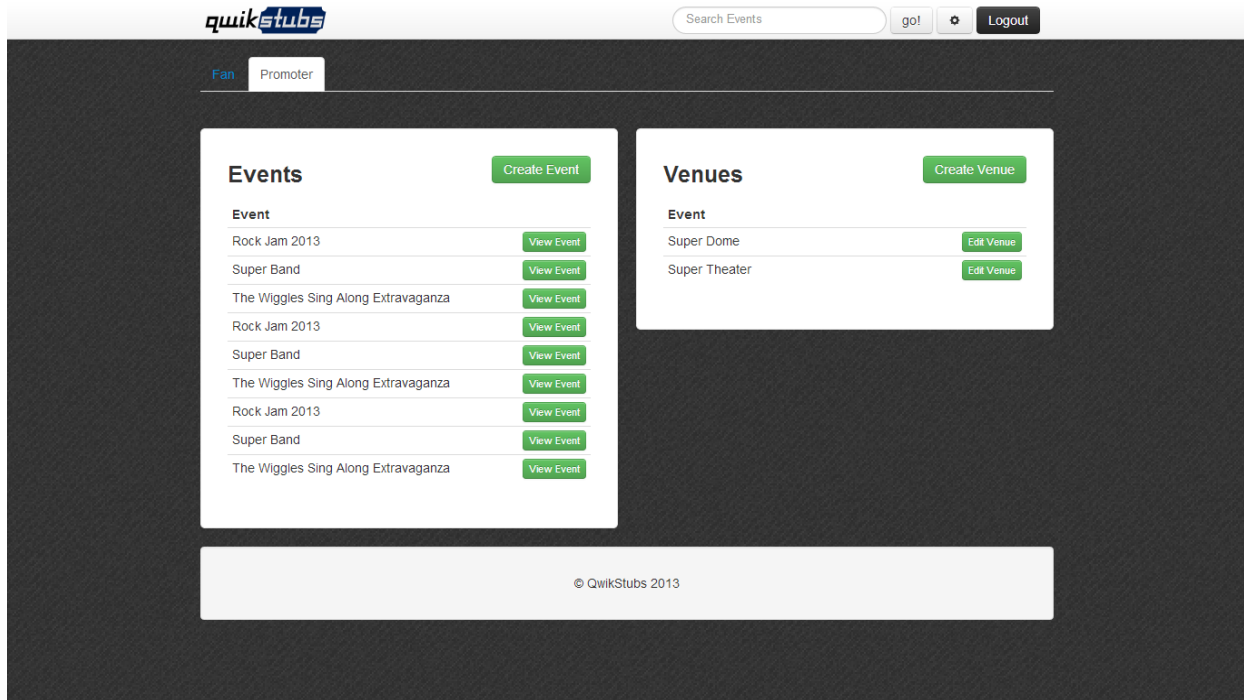 qwikstubs
Search Events go! Logout
Fan Promoter
Events Create Event
Event
Rock Jam 2013 View Event
Super Band View Event
The Wiggles Sing Along Extravaganza View Event
Rock Jam 2013 View Event
Super Band View Event
The Wiggles Sing Along Extravaganza View Event
Rock Jam 2013 View Event
Super Band View Event
The Wiggles Sing Along Extravaganza View Event
Venues Create Venue
Event
Super Dome Edit Venue
Super Theater Edit Venue
© QwikStubs 2013